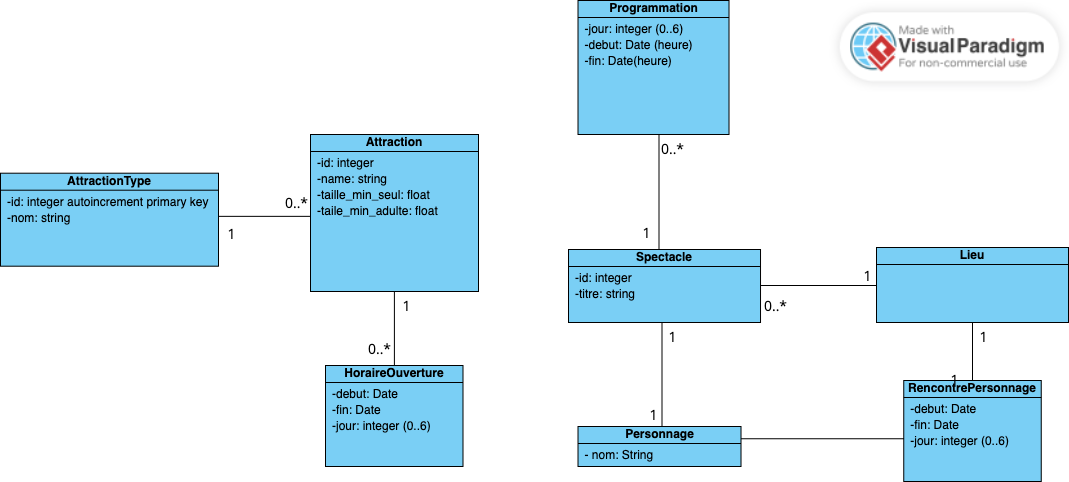 Programmation
-jour: integer (0..6)
-debut: Date (heure)
-fin: Date(heure)
Made with
VisualParadigm
For non-commercial use
0..*
1
AttractionType
-id: integer autoincrement primary key
-nom: string
1
0..*
Attraction
-id: integer
-name: string
-taille_min_seul: float
-taile_min_adulte: float
1
0..*
HoraireOuverture
-debut: Date
-fin: Date
-jour: integer (0..6)
Spectacle
-id: integer
-titre: string
0..*
1
Lieu
1
1
1
1
Personnage
- nom: String
RencontrePersonnage
-debut: Date
-fin: Date
-jour: integer (0..6)